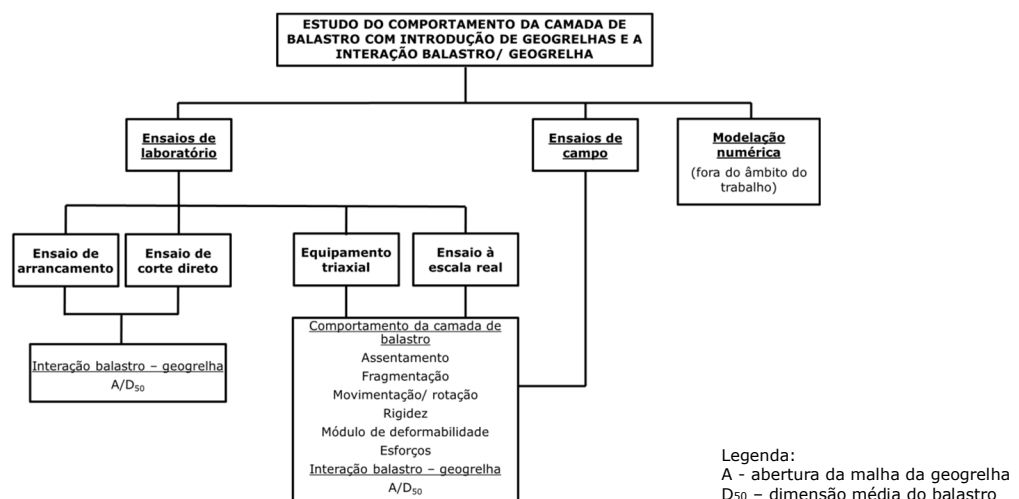 ESTUDO DO COMPORTAMENTO DA CAMADA DE
BALASTRO COM INTRODUÇÃO DE GEOGRELHAS E A
INTERAÇÃO BALASTRO/ GEOGRELHA
Ensaios de
laboratório
Ensaios de
campo
Modelação
numérica
(fora do âmbito do
trabalho)
Ensaio de
arrancamento
Ensaio de
corte direto
Equipamento
triaxial
Ensaio à
escala real
Interação balastro – geogrelha
A/D₅₀
Comportamento da camada de
balastro
Assentamento
Fragmentação
Movimentação/ rotação
Rigidez
Módulo de deformabilidade
Esforços
Interação balastro – geogrelha
A/D₅₀
Legenda:
A - abertura da malha da geogrelha
D₅₀ – dimensão média do balastro